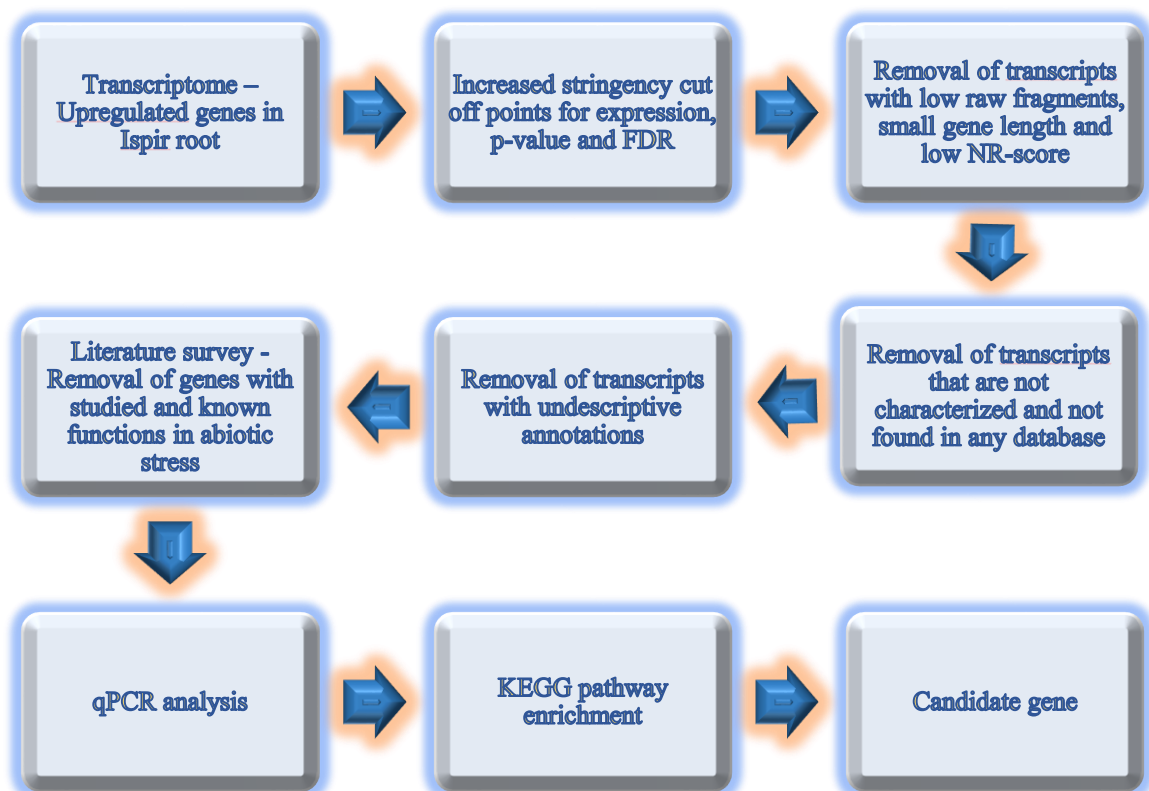 Transcriptome –
Upregulated genes in
Ispir root
Increased stringency cut
off points for expression,
p-value and FDR
Removal of transcripts
with low raw fragments,
small gene length and
low NR-score
Removal of transcripts
that are not
characterized and not
found in any database
Removal of transcripts
with undescriptive
annotations
Literature survey -
Removal of genes with
studied and known
functions in abiotic
stress
qPCR analysis
KEGG pathway
enrichment
Candidate gene